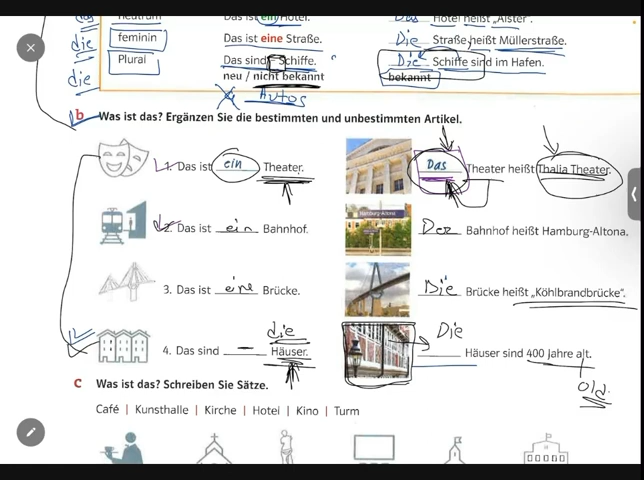 neutrum Das ist ein Hotel. Das Hotel heißt „Alster".
die feminin Das ist eine Straße. Die Straße heißt Müllerstraße.
die Plural Das sind Schiffe. Die Schiffe sind im Hafen.
neu / nicht bekannt bekannt
Autos
b Was ist das? Ergänzen Sie die bestimmten und unbestimmten Artikel.
1. Das ist ein Theater. Das Theater heißt Thalia Theater.
Hamburg-Altona
2. Das ist ein Bahnhof. Der Bahnhof heißt Hamburg-Altona.
3. Das ist eine Brücke. Die Brücke heißt „Köhlbrandbrücke".
die Die
4. Das sind — Häuser. Häuser sind 400 Jahre alt.
old.
C Was ist das? Schreiben Sie Sätze.
Café | Kunsthalle | Kirche | Hotel | Kino | Turm